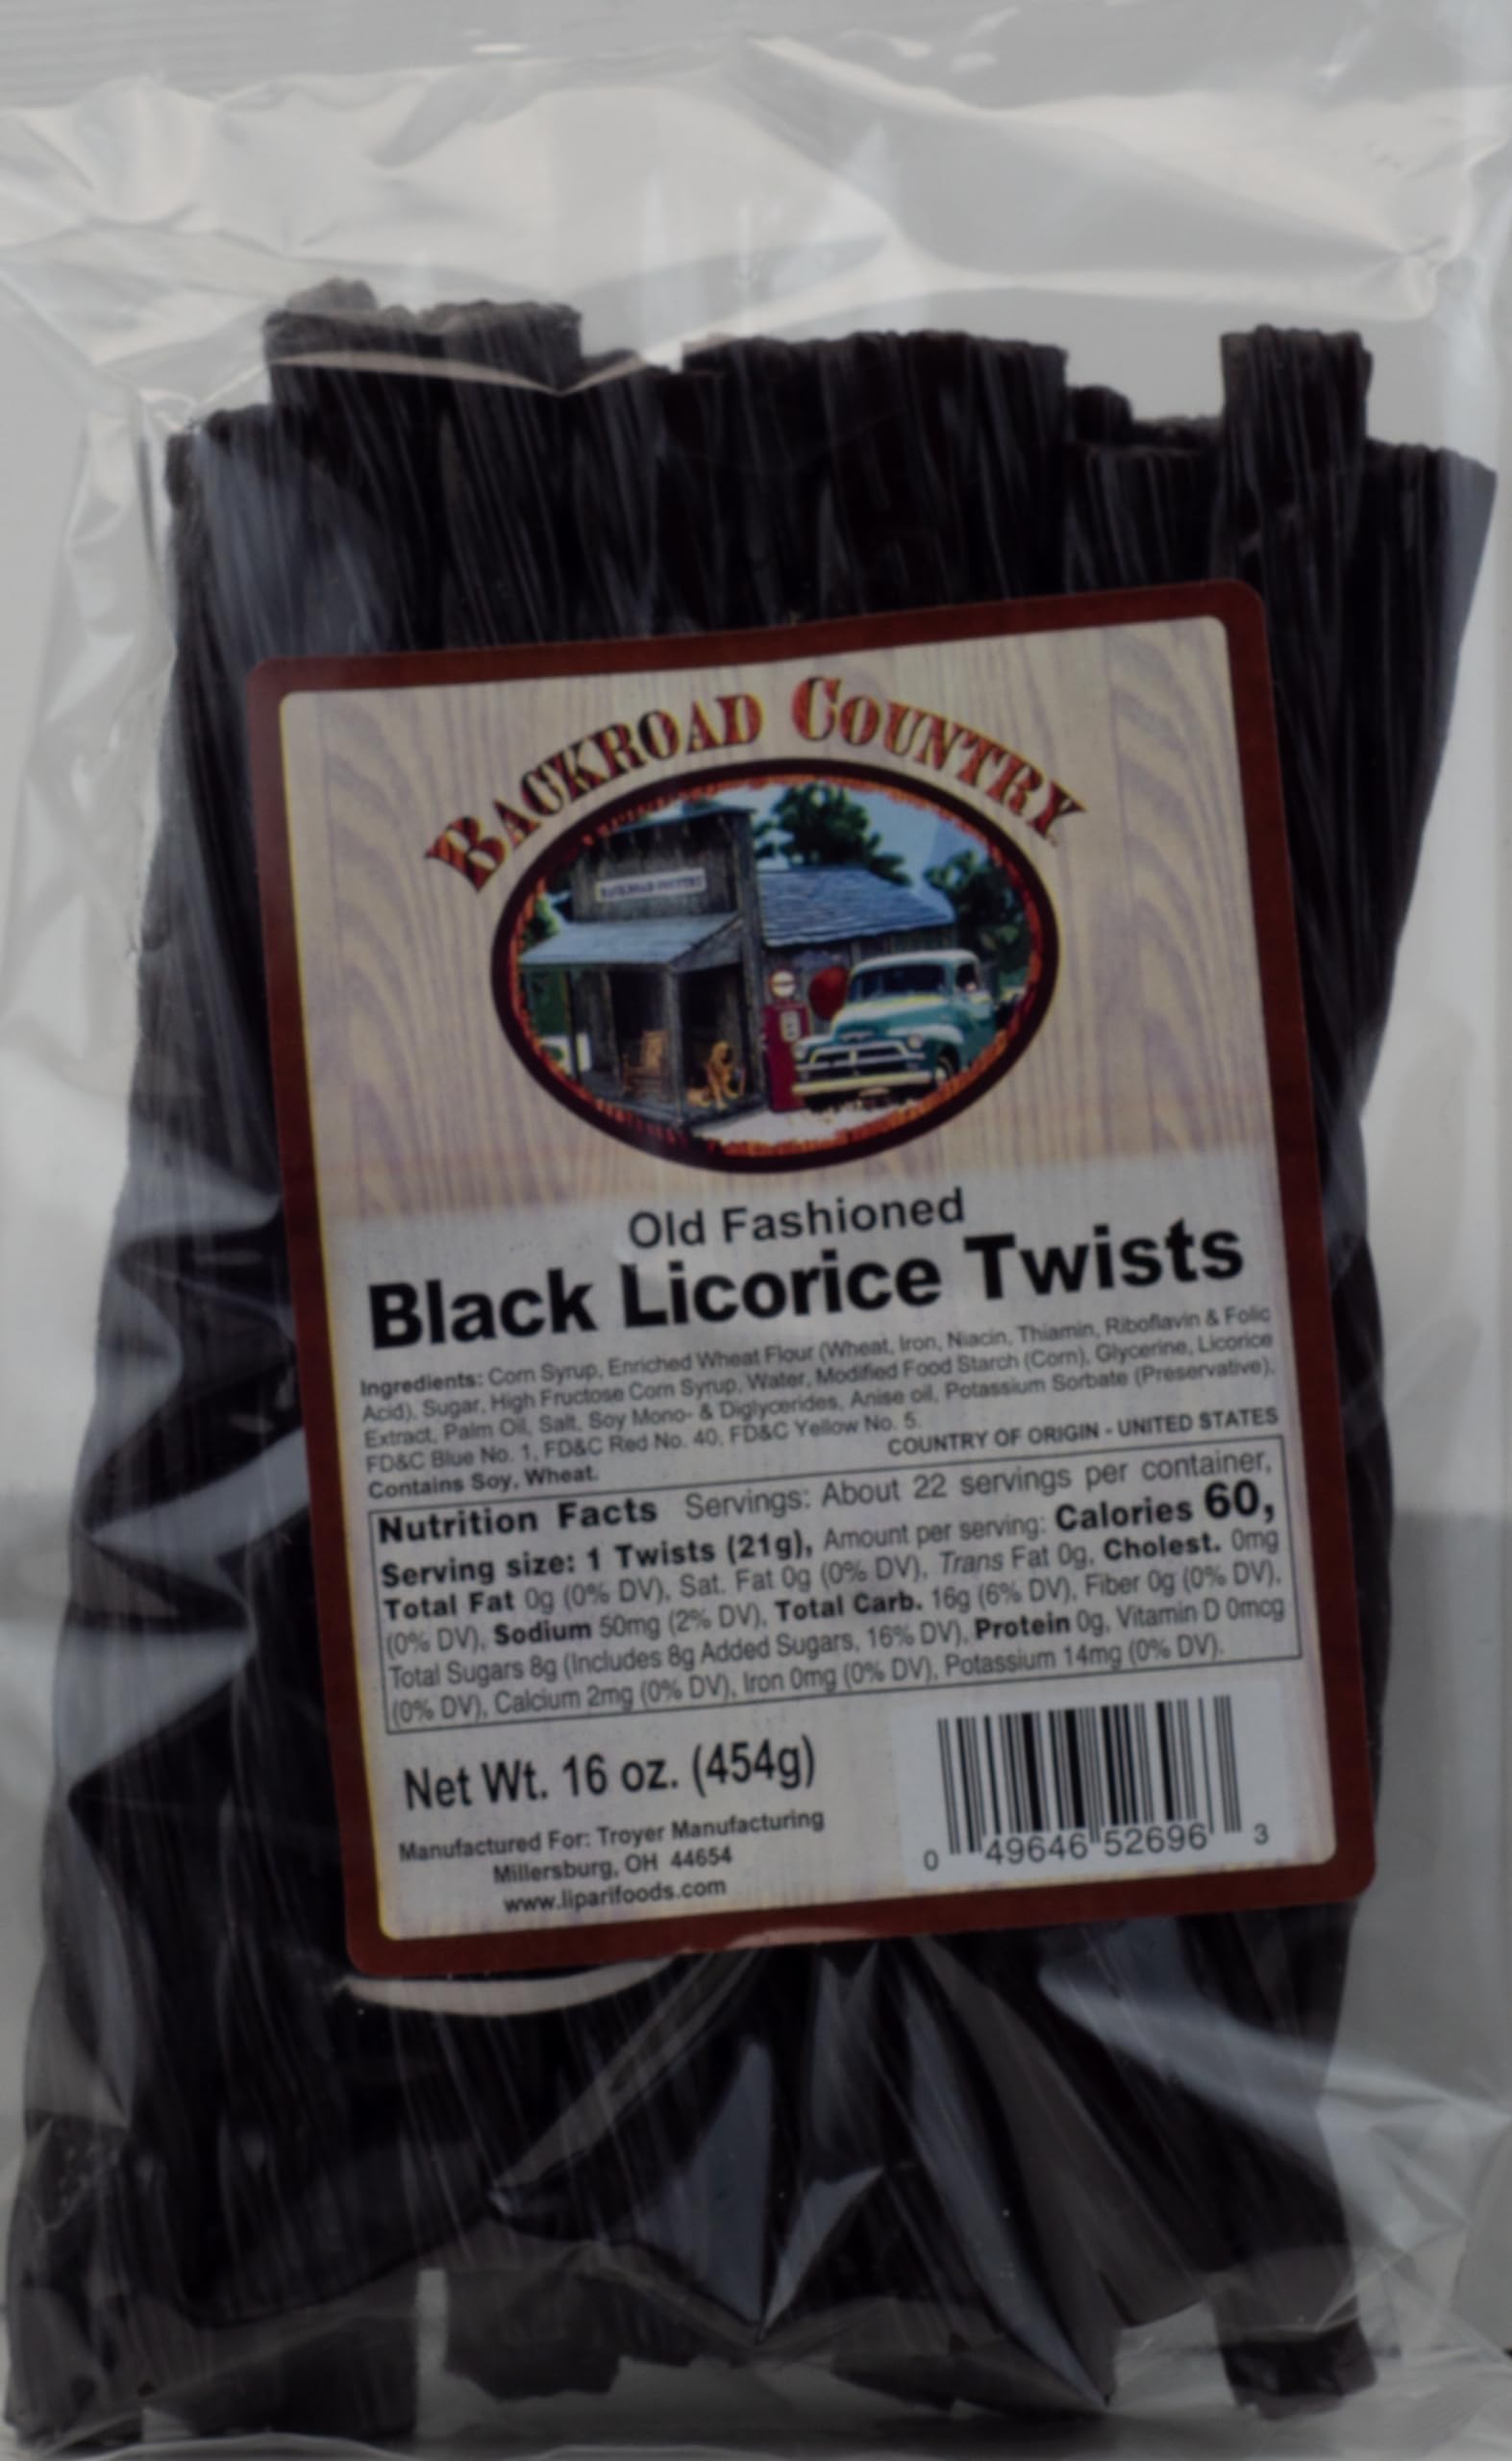 BACKROAD COUNTRY
BACKROAD COUNTRY
Old Fashioned
Black Licorice Twists
Ingredients: Corn Syrup, Enriched Wheat Flour (Wheat, Iron, Niacin, Thiamin, Riboflavin & Folic
Acid), Sugar, High Fructose Corn Syrup, Water, Modified Food Starch (Corn), Glycerine, Licorice
Extract, Palm Oil, Salt, Soy Mono- & Diglycerides, Anise oil, Potassium Sorbate (Preservative),
FD&C Blue No. 1, FD&C Red No. 40, FD&C Yellow No. 5.
Contains Soy, Wheat.
COUNTRY OF ORIGIN - UNITED STATES
Nutrition Facts Servings: About 22 servings per container,
Serving size: 1 Twists (21g), Amount per serving: Calories 60,
Total Fat 0g (0% DV), Sat. Fat 0g (0% DV), Trans Fat 0g, Cholest. 0mg
(0% DV), Sodium 50mg (2% DV), Total Carb. 16g (6% DV), Fiber 0g (0% DV),
Total Sugars 8g (Includes 8g Added Sugars, 16% DV), Protein 0g, Vitamin D 0mcg
(0% DV), Calcium 2mg (0% DV), Iron 0mg (0% DV), Potassium 14mg (0% DV).
Net Wt. 16 oz. (454g)
Manufactured For: Troyer Manufacturing
Millersburg, OH 44654
www.liparifoods.com
0 49646 52696 3